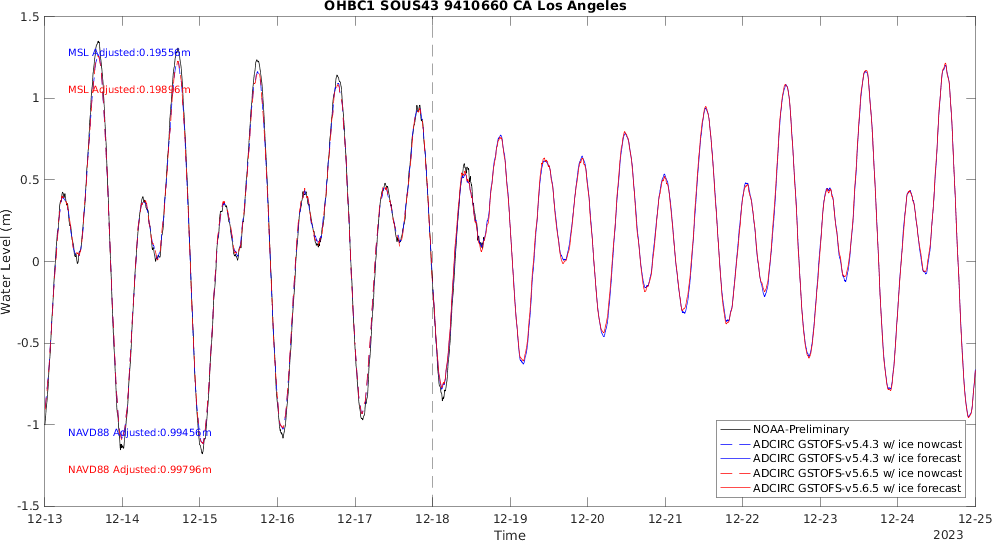 OHBC1 SOUS43 9410660 CA Los Angeles
1.5
1
0.5
0
-0.5
-1
-1.5
Water Level (m)
MSL Adjusted:0.19556m
MSL Adjusted:0.19896m
NAVD88 Adjusted:0.99456m
NAVD88 Adjusted:0.99796m
NOAA-Preliminary
ADCIRC GSTOFS-v5.4.3 w/ ice nowcast
ADCIRC GSTOFS-v5.4.3 w/ ice forecast
ADCIRC GSTOFS-v5.6.5 w/ ice nowcast
ADCIRC GSTOFS-v5.6.5 w/ ice forecast
12-13 12-14 12-15 12-16 12-17 12-18 12-19 12-20 12-21 12-22 12-23 12-24 12-25
Time
2023